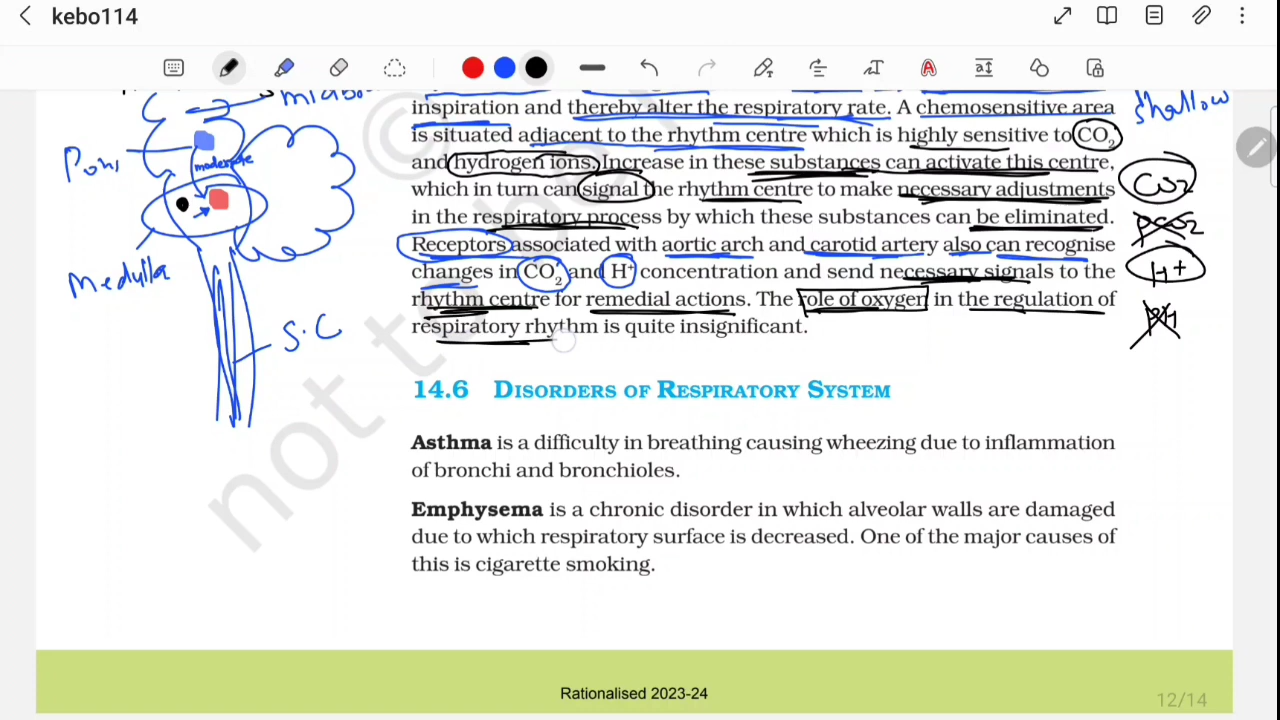 kebo114
inspiration and thereby alter the respiratory rate. A chemosensitive area
is situated adjacent to the rhythm centre which is highly sensitive to CO₂
and hydrogen ions. Increase in these substances can activate this centre,
which in turn can signal the rhythm centre to make necessary adjustments
in the respiratory process by which these substances can be eliminated.
Receptors associated with aortic arch and carotid artery also can recognise
changes in CO₂ and H⁺ concentration and send necessary signals to the
rhythm centre for remedial actions. The role of oxygen in the regulation of
respiratory rhythm is quite insignificant.
shallow
CO2
pCO2
H+
pH
Pons
moderate
Medulla
S.C
14.6 DISORDERS OF RESPIRATORY SYSTEM
Asthma is a difficulty in breathing causing wheezing due to inflammation
of bronchi and bronchioles.
Emphysema is a chronic disorder in which alveolar walls are damaged
due to which respiratory surface is decreased. One of the major causes of
this is cigarette smoking.
not to be
Rationalised 2023-24
12/14